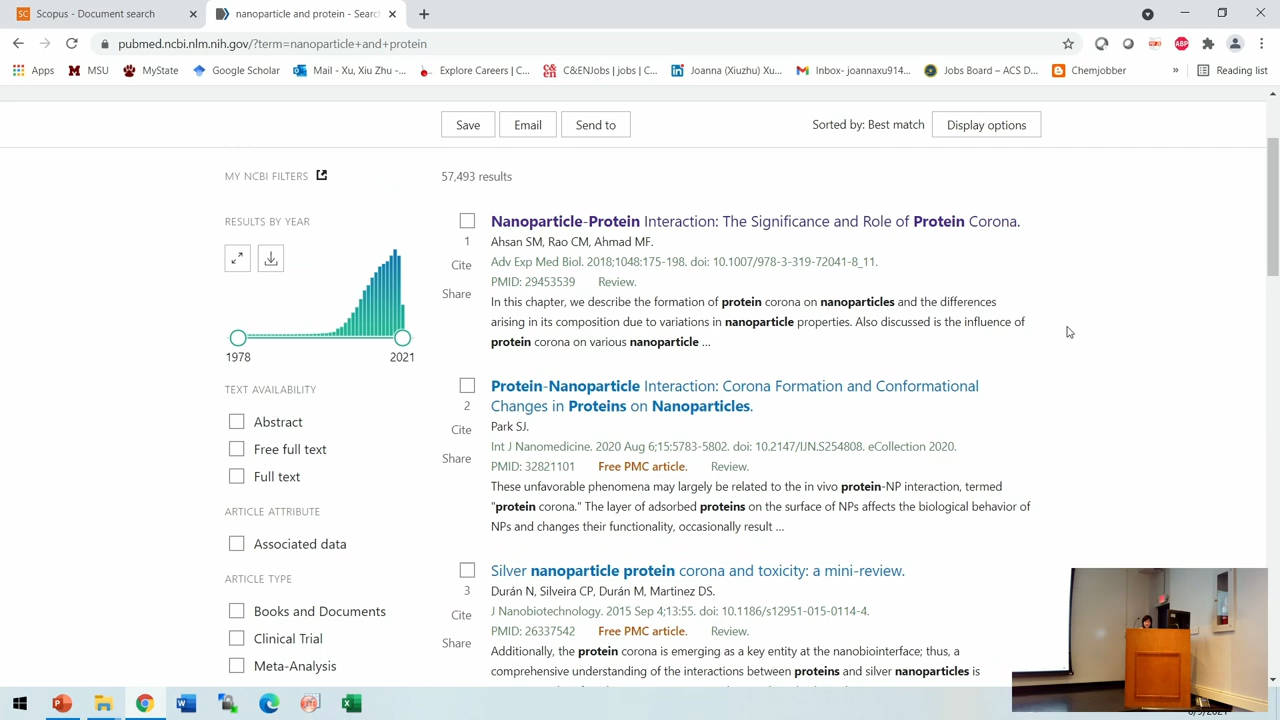 Scopus - Document search
nanoparticle and protein - Searc
pubmed.ncbi.nlm.nih.gov/?term=nanoparticle+and+protein
ABP
Apps
MSU
MyState
Google Scholar
Mail - Xu, Xiu Zhu -...
Explore Careers | C...
C&ENJobs | jobs | C...
Joanna (Xiuzhu) Xu...
Inbox- joannaxu914...
Jobs Board – ACS D...
Chemjobber
»
Reading list
Save
Email
Send to
Sorted by: Best match
Display options
MY NCBI FILTERS
57,493 results
RESULTS BY YEAR
1978
2021
TEXT AVAILABILITY
Abstract
Free full text
Full text
ARTICLE ATTRIBUTE
Associated data
ARTICLE TYPE
Books and Documents
Clinical Trial
Meta-Analysis
Nanoparticle-Protein Interaction: The Significance and Role of Protein Corona.
1
Ahsan SM, Rao CM, Ahmad MF.
Cite
Adv Exp Med Biol. 2018;1048:175-198. doi: 10.1007/978-3-319-72041-8_11.
PMID: 29453539 Review.
Share
In this chapter, we describe the formation of protein corona on nanoparticles and the differences
arising in its composition due to variations in nanoparticle properties. Also discussed is the influence of
protein corona on various nanoparticle ...
Protein-Nanoparticle Interaction: Corona Formation and Conformational
Changes in Proteins on Nanoparticles.
2
Park SJ.
Cite
Int J Nanomedicine. 2020 Aug 6;15:5783-5802. doi: 10.2147/IJN.S254808. eCollection 2020.
Share
PMID: 32821101 Free PMC article. Review.
These unfavorable phenomena may largely be related to the in vivo protein-NP interaction, termed
"protein corona." The layer of adsorbed proteins on the surface of NPs affects the biological behavior of
NPs and changes their functionality, occasionally result ...
Silver nanoparticle protein corona and toxicity: a mini-review.
3
Durán N, Silveira CP, Durán M, Martinez DS.
Cite
J Nanobiotechnology. 2015 Sep 4;13:55. doi: 10.1186/s12951-015-0114-4.
PMID: 26337542 Free PMC article. Review.
Share
Additionally, the protein corona is emerging as a key entity at the nanobiointerface; thus, a
comprehensive understanding of the interactions between proteins and silver nanoparticles is